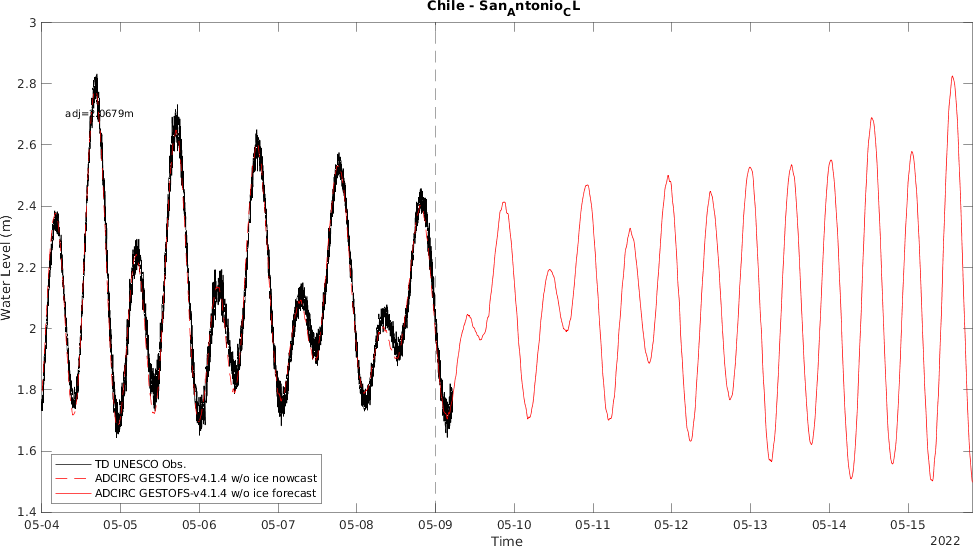 Chile - SanAntonioCL
3
2.8
adj=2.0679m
2.6
2.4
2.2
2
1.8
1.6
1.4
Water Level (m)
TD UNESCO Obs.
ADCIRC GESTOFS-v4.1.4 w/o ice nowcast
ADCIRC GESTOFS-v4.1.4 w/o ice forecast
05-04 05-05 05-06 05-07 05-08 05-09 05-10 05-11 05-12 05-13 05-14 05-15
Time
2022